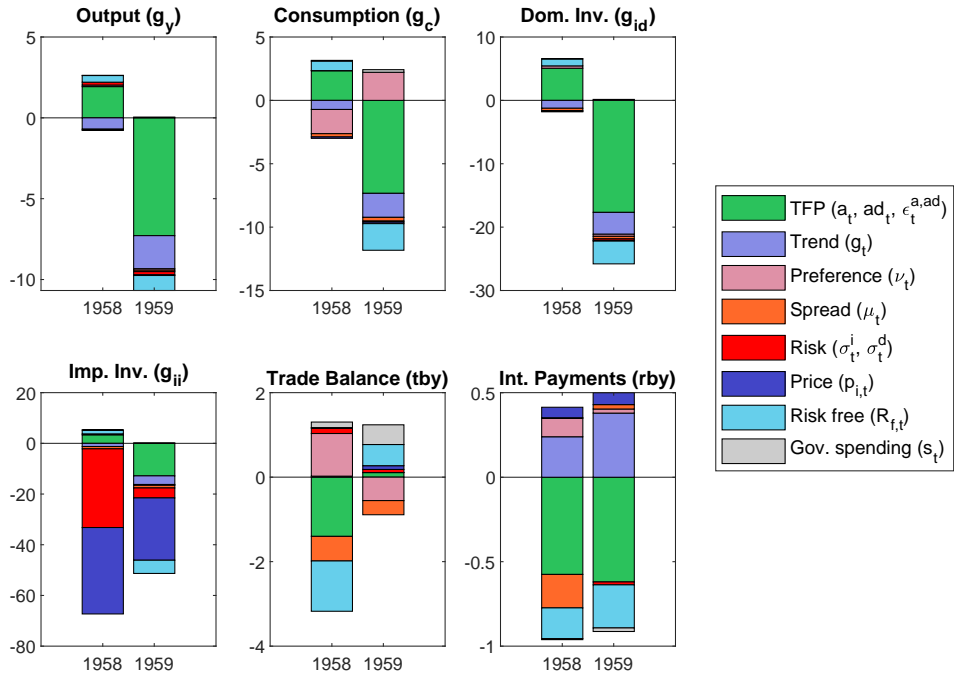 Output (g_y)
5
0
-5
-10
1958 1959
Consumption (g_c)
5
0
-5
-10
-15
1958 1959
Dom. Inv. (g_id)
10
0
-10
-20
-30
1958 1959
Imp. Inv. (g_ii)
20
0
-20
-40
-60
-80
1958 1959
Trade Balance (tby)
2
0
-2
-4
1958 1959
Int. Payments (rby)
0.5
0
-0.5
-1
1958 1959
TFP (a_t, ad_t, ϵ_t^{a,ad})
Trend (g_t)
Preference (ν_t)
Spread (μ_t)
Risk (σ_t^i, σ_t^d)
Price (p_{i,t})
Risk free (R_{f,t})
Gov. spending (s_t)